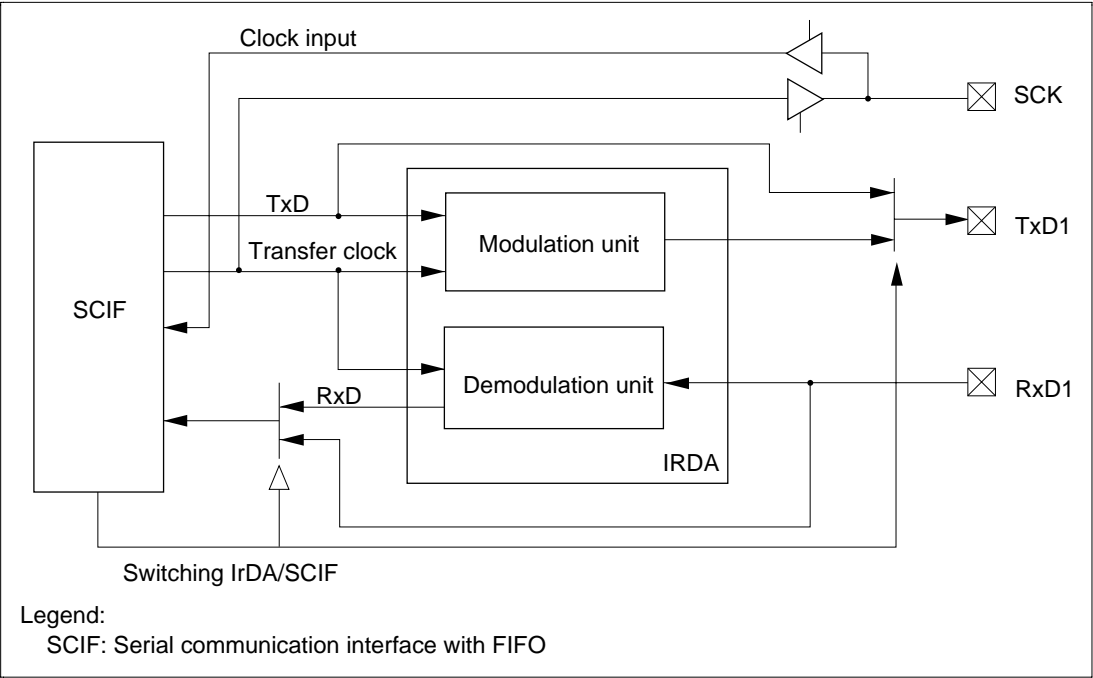 Clock input
SCK
TxD
TxD1
Modulation unit
Transfer clock
SCIF
Demodulation unit
RxD
RxD1
IRDA
Switching IrDA/SCIF
Legend:
SCIF: Serial communication interface with FIFO